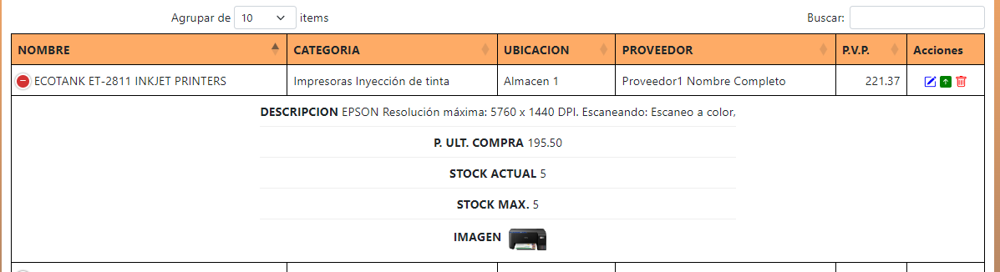 Agrupar de 10 items Buscar:
NOMBRE CATEGORIA UBICACION PROVEEDOR P.V.P. Acciones
ECOTANK ET-2811 INKJET PRINTERS Impresoras Inyección de tinta Almacen 1 Proveedor1 Nombre Completo 221.37
DESCRIPCION EPSON Resolución máxima: 5760 x 1440 DPI. Escaneando: Escaneo a color,
P. ULT. COMPRA 195.50
STOCK ACTUAL 5
STOCK MAX. 5
IMAGEN